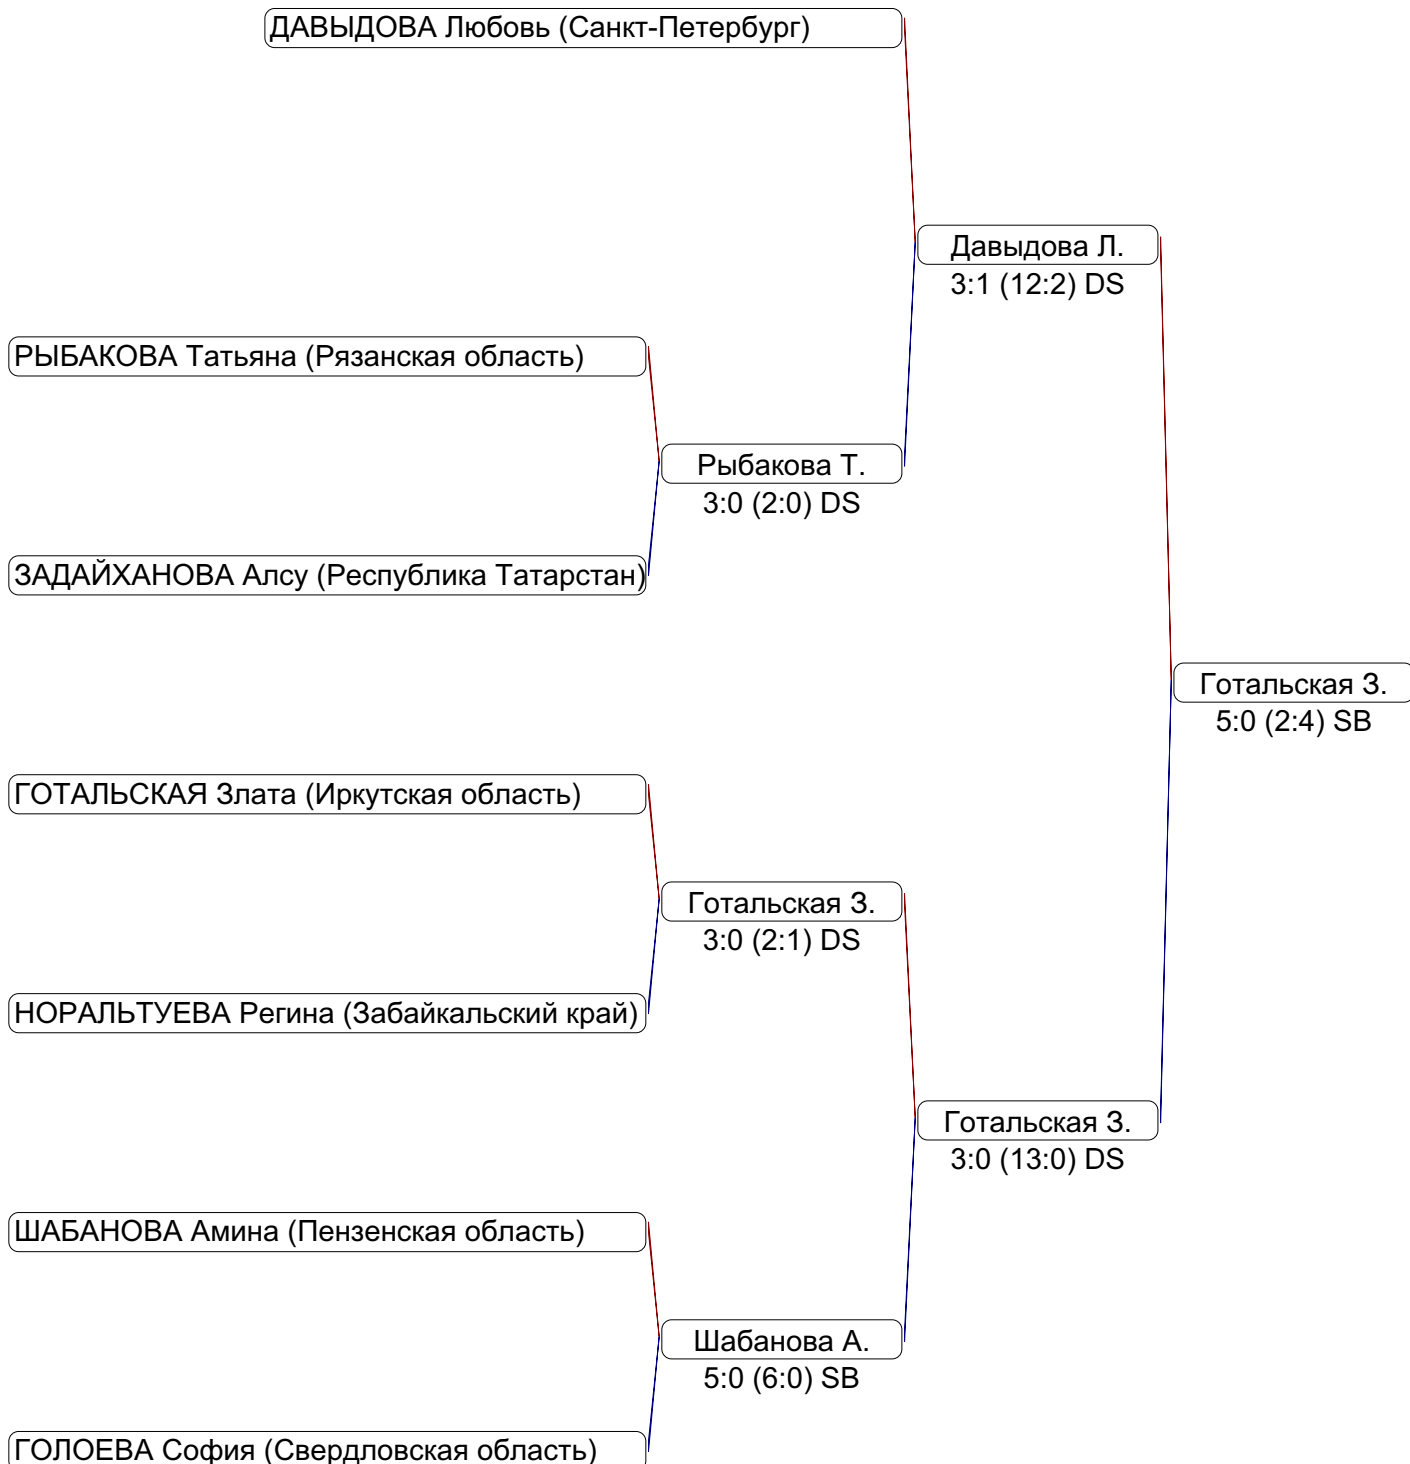 ДАВЫДОВА Любовь (Санкт-Петербург)
Давыдова Л.
3:1 (12:2) DS
РЫБАКОВА Татьяна (Рязанская область)
Рыбакова Т.
3:0 (2:0) DS
ЗАДАЙХАНОВА Алсу (Республика Татарстан)
Готальская З.
5:0 (2:4) SB
ГОТАЛЬСКАЯ Злата (Иркутская область)
Готальская З.
3:0 (2:1) DS
НОРАЛЬТУЕВА Регина (Забайкальский край)
Готальская З.
3:0 (13:0) DS
ШАБАНОВА Амина (Пензенская область)
Шабанова А.
5:0 (6:0) SB
ГОЛОЕВА София (Свердловская область)